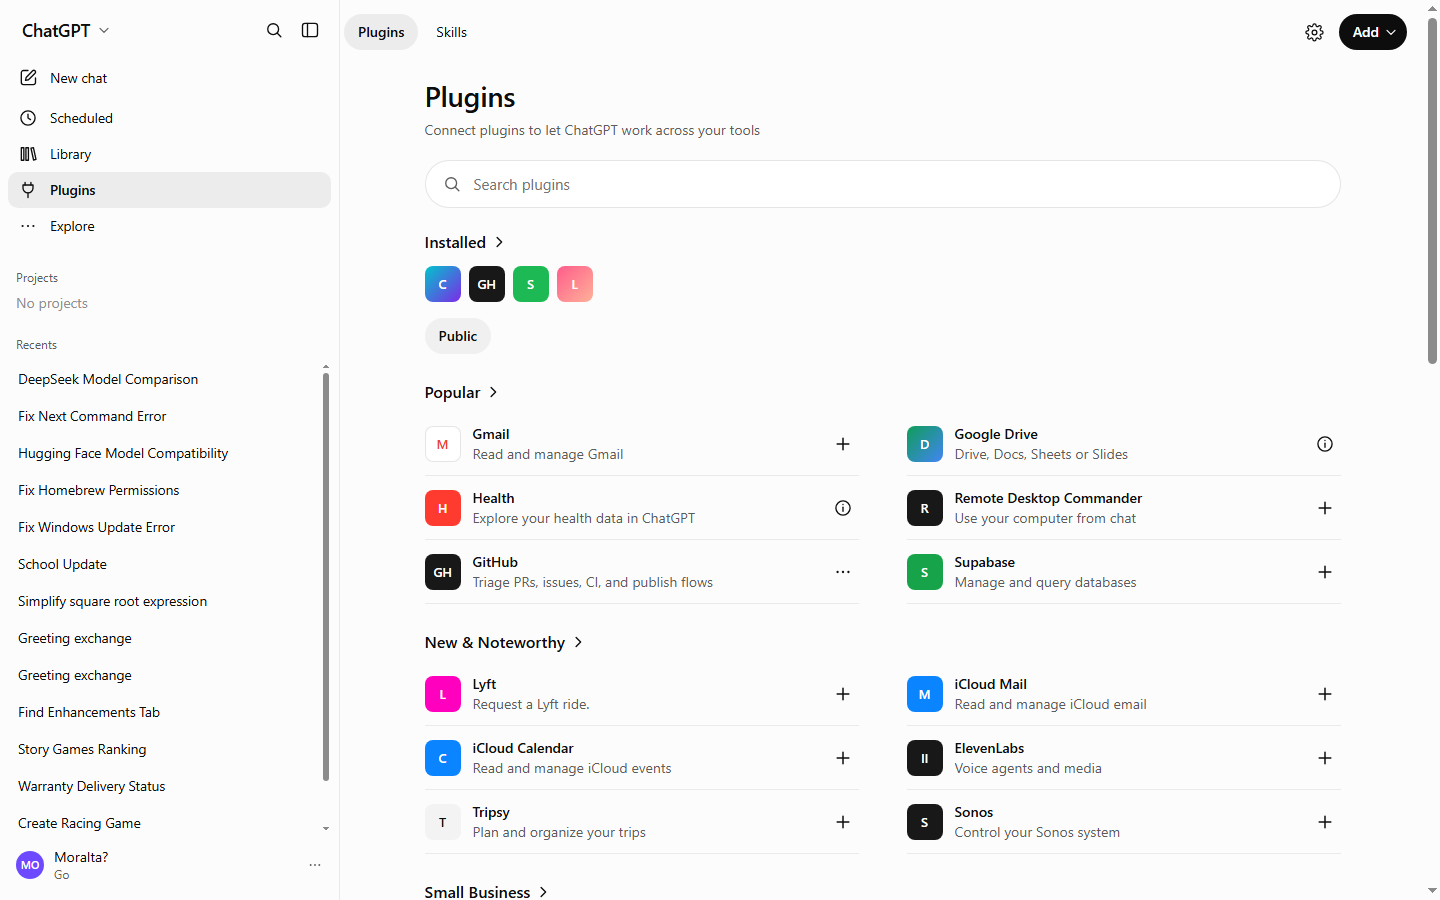 ChatGPT
New chat
Scheduled
Library
Plugins
Explore
Projects
No projects
Recents
DeepSeek Model Comparison
Fix Next Command Error
Hugging Face Model Compatibility
Fix Homebrew Permissions
Fix Windows Update Error
School Update
Simplify square root expression
Greeting exchange
Greeting exchange
Find Enhancements Tab
Story Games Ranking
Warranty Delivery Status
Create Racing Game
MO
Moralta?
Go
Plugins Skills
Add
Plugins
Connect plugins to let ChatGPT work across your tools
Search plugins
Installed
C GH S L
Public
Popular
M
Gmail
Read and manage Gmail
D
Google Drive
Drive, Docs, Sheets or Slides
H
Health
Explore your health data in ChatGPT
R
Remote Desktop Commander
Use your computer from chat
GH
GitHub
Triage PRs, issues, CI, and publish flows
S
Supabase
Manage and query databases
New & Noteworthy
L
Lyft
Request a Lyft ride.
M
iCloud Mail
Read and manage iCloud email
C
iCloud Calendar
Read and manage iCloud events
II
ElevenLabs
Voice agents and media
T
Tripsy
Plan and organize your trips
S
Sonos
Control your Sonos system
Small Business